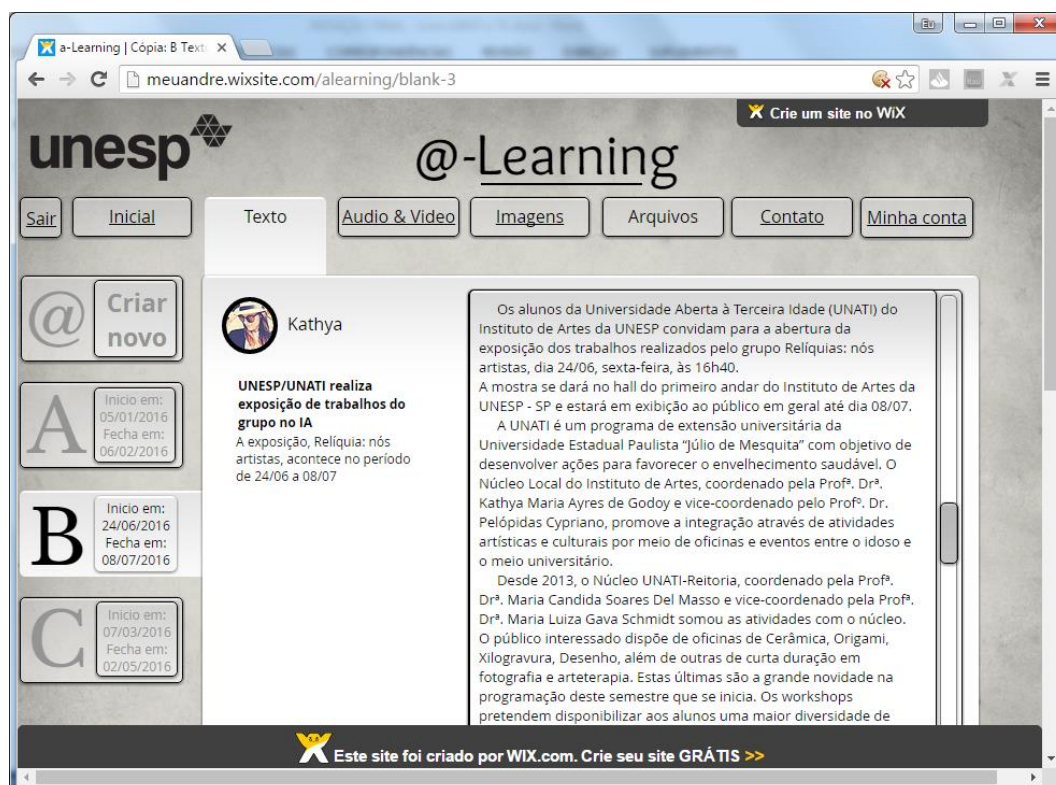 Eu
a-Learning | Cópia: B Text
meuandre.wixsite.com/alearning/blank-3
Crie um site no WiX
unesp
@-Learning
Sair
Inicial
Texto
Audio & Video
Imagens
Arquivos
Contato
Minha conta
@
Criar
novo
A
Inicio em:
05/01/2016
Fecha em:
06/02/2016
B
Inicio em:
24/06/2016
Fecha em:
08/07/2016
C
Inicio em:
07/03/2016
Fecha em:
02/05/2016
Kathya
UNESP/UNATI realiza
exposição de trabalhos do
grupo no IA
A exposição, Relíquia: nós
artistas, acontece no período
de 24/06 a 08/07
Os alunos da Universidade Aberta à Terceira Idade (UNATI) do
Instituto de Artes da UNESP convidam para a abertura da
exposição dos trabalhos realizados pelo grupo Relíquias: nós
artistas, dia 24/06, sexta-feira, às 16h40.
A mostra se dará no hall do primeiro andar do Instituto de Artes da
UNESP - SP e estará em exibição ao público em geral até dia 08/07.
A UNATI é um programa de extensão universitária da
Universidade Estadual Paulista “Júlio de Mesquita” com objetivo de
desenvolver ações para favorecer o envelhecimento saudável. O
Núcleo Local do Instituto de Artes, coordenado pela Profª. Drª.
Kathya Maria Ayres de Godoy e vice-coordenado pelo Profº. Dr.
Pelópidas Cypriano, promove a integração através de atividades
artísticas e culturais por meio de oficinas e eventos entre o idoso e
o meio universitário.
Desde 2013, o Núcleo UNATI-Reitoria, coordenado pela Profª.
Drª. Maria Candida Soares Del Masso e vice-coordenado pela Profª.
Drª. Maria Luiza Gava Schmidt somou as atividades com o núcleo.
O público interessado dispõe de oficinas de Cerâmica, Origami,
Xilogravura, Desenho, além de outras de curta duração em
fotografia e arteterapia. Estas últimas são a grande novidade na
programação deste semestre que se inicia. Os workshops
pretendem disponibilizar aos alunos uma maior diversidade de
Este site foi criado por WIX.com. Crie seu site GRÁTIS >>